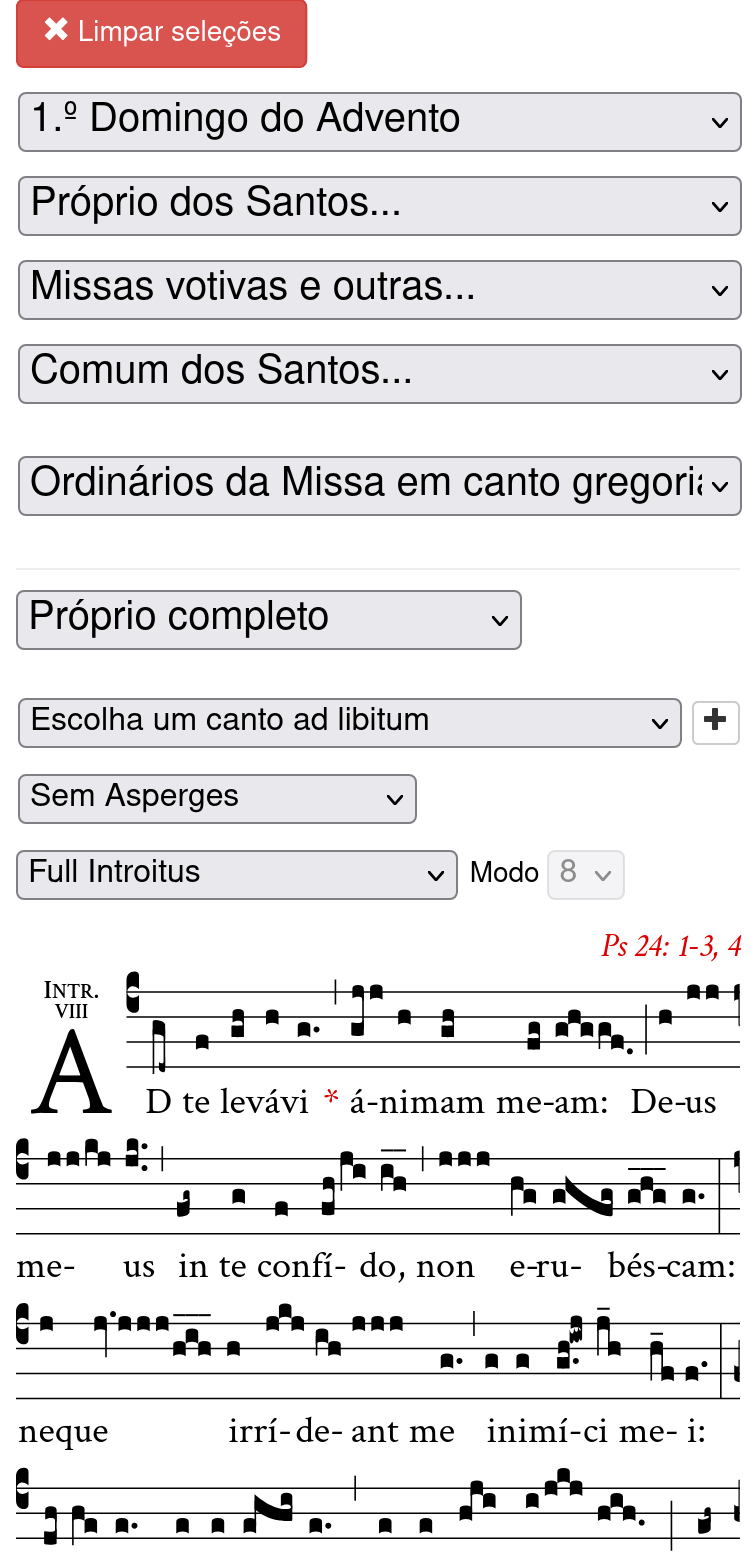 ✖ Limpar seleções
1.º Domingo do Advento
Próprio dos Santos...
Missas votivas e outras...
Comum dos Santos...
Ordinários da Missa em canto gregoria
Próprio completo
Escolha um canto ad libitum
Sem Asperges
Full Introitus Modo 8
Ps 24: 1-3, 4
Intr.
VIII
AD te levávi * á-nimam me-am: De-us
me- us in te confí- do, non e-ru- bés-cam:
neque irrí-de- ant me inimí-ci me- i: